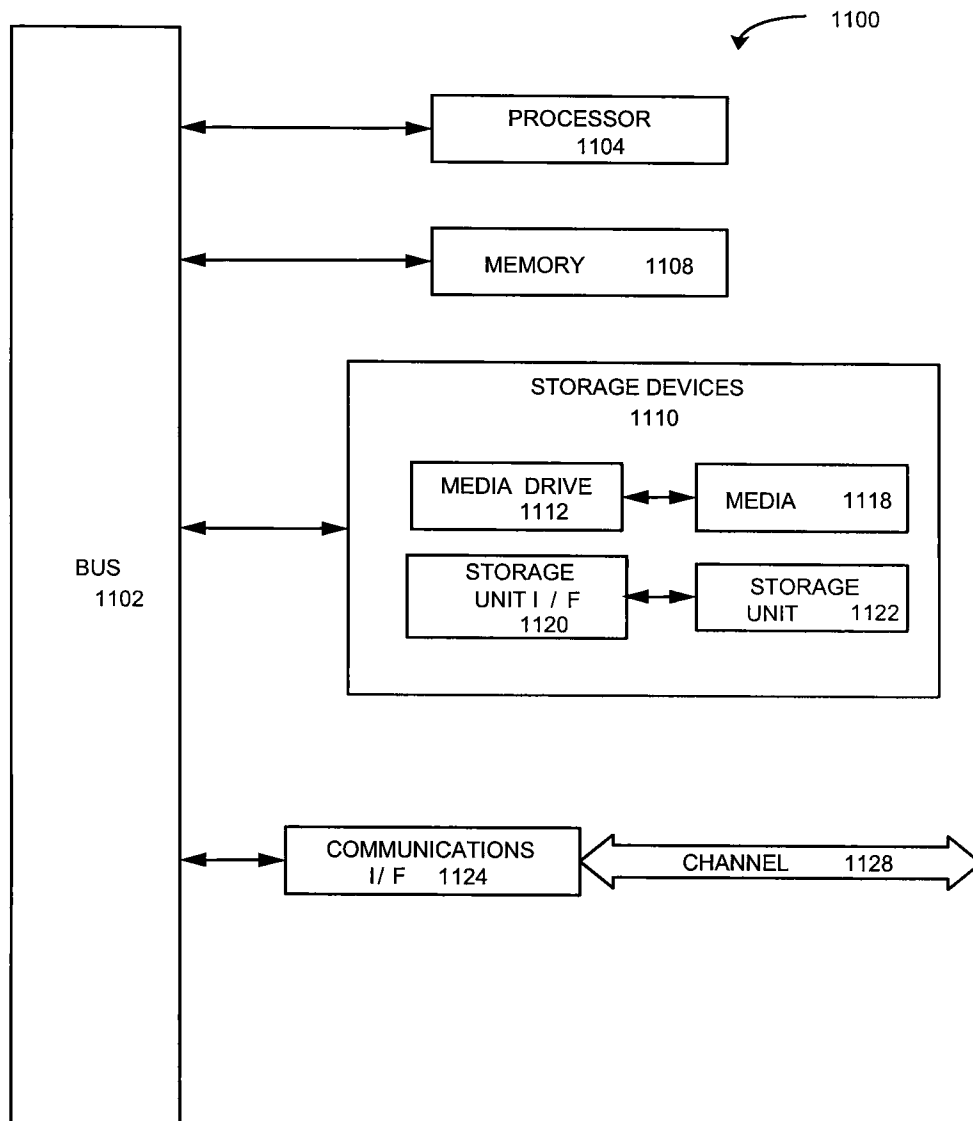 1100
PROCESSOR
1104
MEMORY 1108
STORAGE DEVICES
1110
MEDIA DRIVE
1112
MEDIA 1118
STORAGE
UNIT I / F
1120
STORAGE
UNIT 1122
BUS
1102
COMMUNICATIONS
I / F 1124
CHANNEL 1128